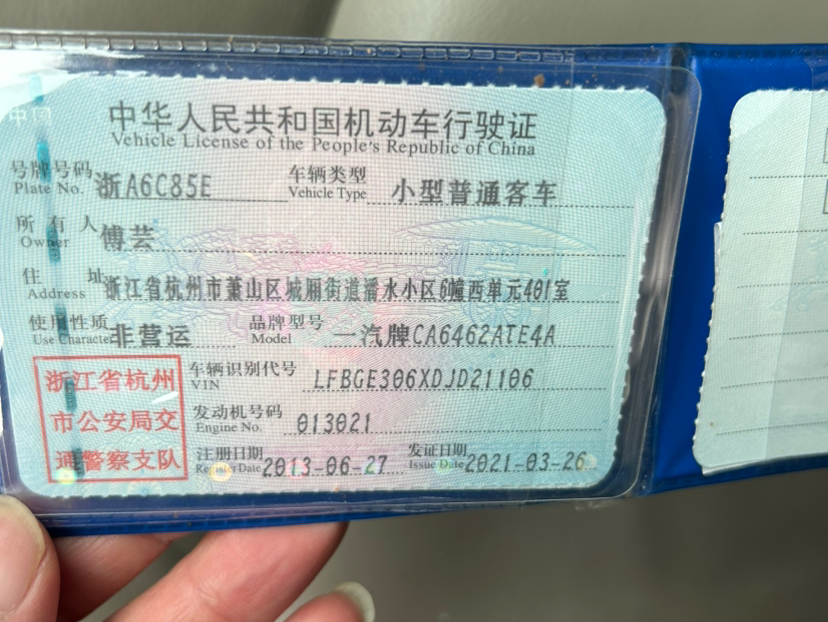 中华人民共和国机动车行驶证
Vehicle License of the People's Republic of China
号牌号码 浙A6C85E 车辆类型 小型普通客车
Plate No. Vehicle Type
所有人 傅芸
Owner
住址 浙江省杭州市萧山区城厢街道潘水小区6幢西单元401室
Address
使用性质 非营运 品牌型号 一汽牌CA6462ATE4A
Use Character Model
浙江省杭州
市公安局交
通警察支队
车辆识别代号 LFBGE306XDJD21106
VIN
发动机号码 013021
Engine No.
注册日期 2013-06-27 发证日期 2021-03-26
Register Date Issue Date